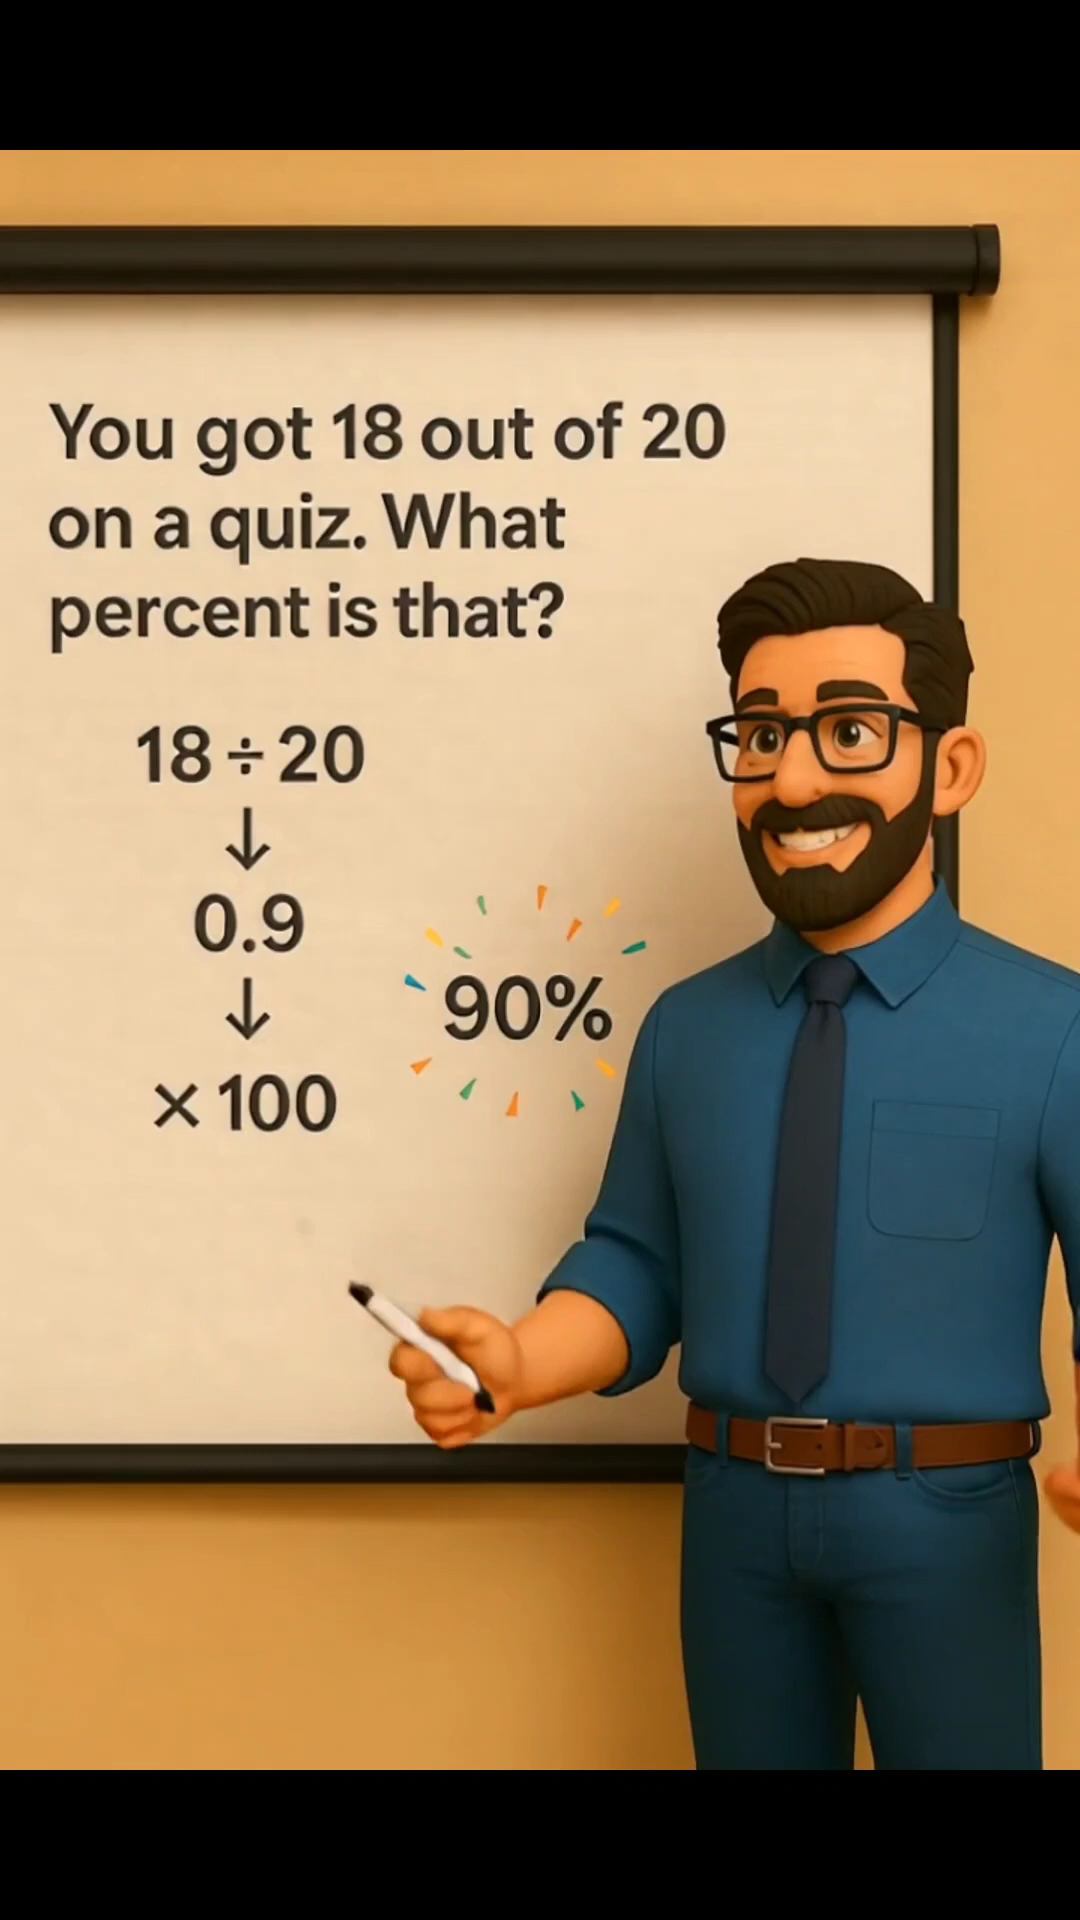 You got 18 out of 20
on a quiz. What
percent is that?
18 ÷ 20
↓
0.9
↓
× 100
90%